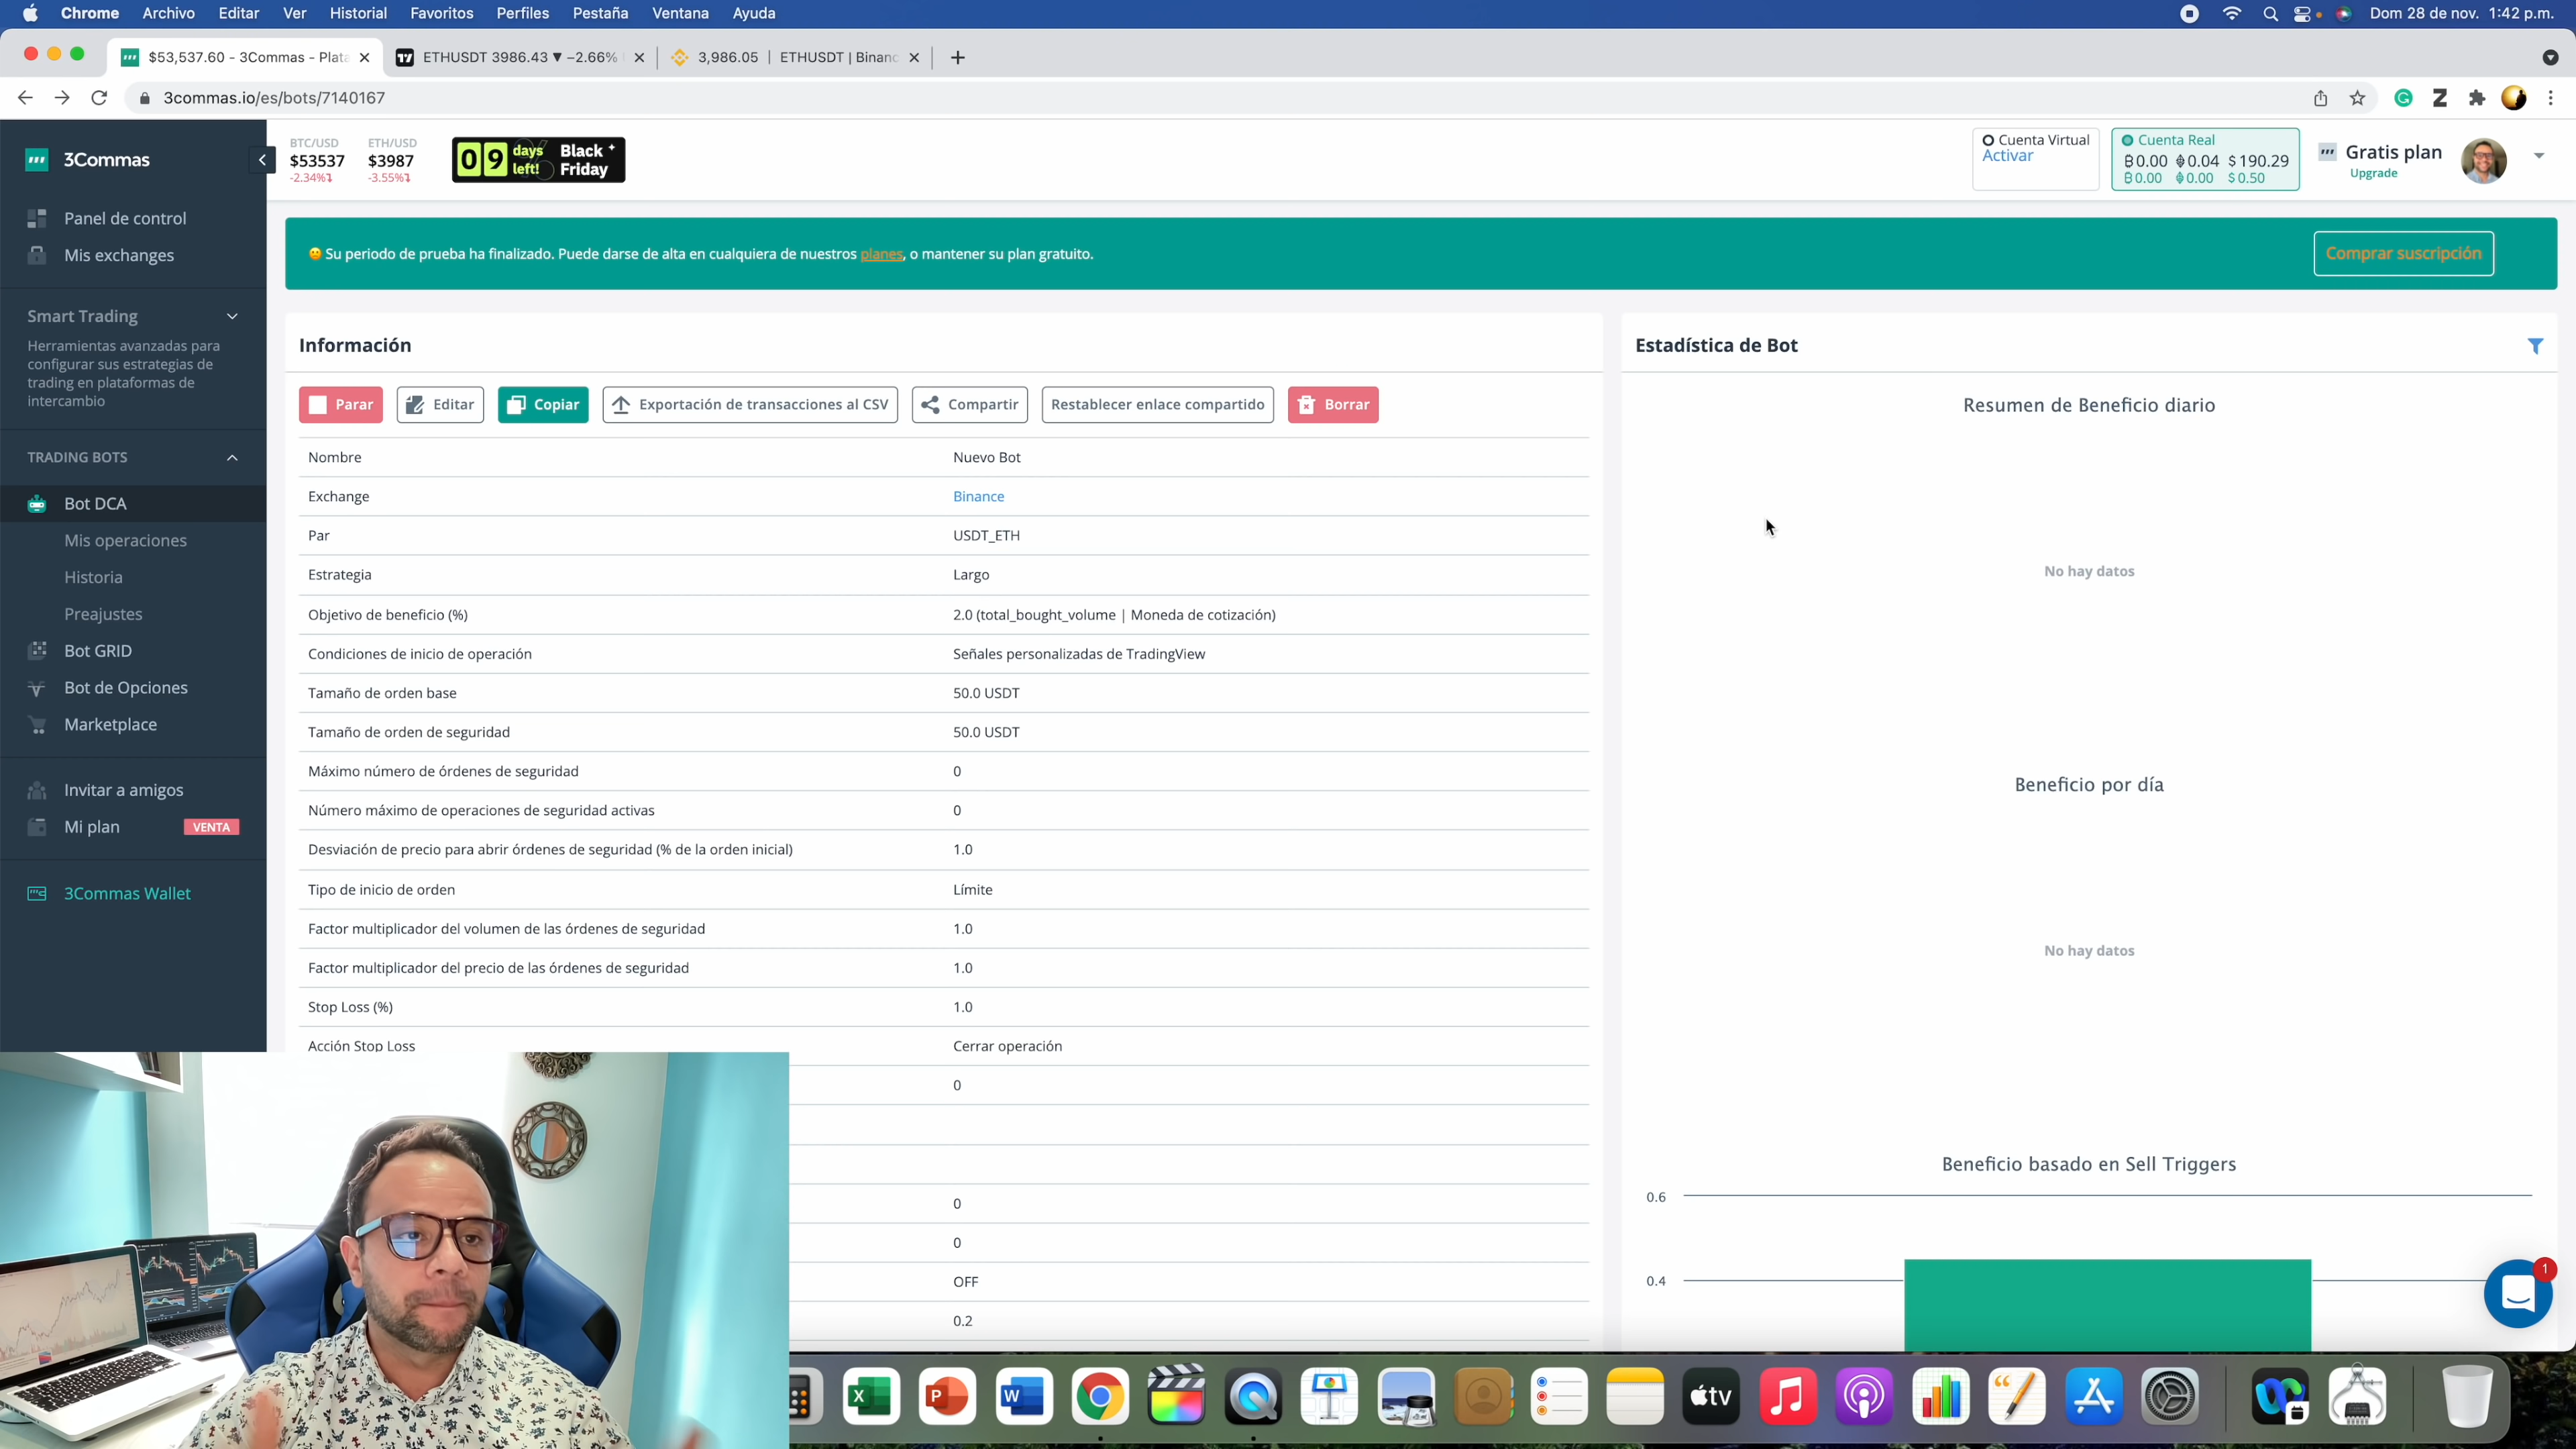 Chrome Archivo Editar Ver Historial Favoritos Perfiles Pestaña Ventana Ayuda
Dom 28 de nov. 1:42 p.m.
$53,537.60 - 3Commas - Plata
ETHUSDT 3986.43 ▼ −2.66%
3,986.05 | ETHUSDT | Binanc
3commas.io/es/bots/7140167
3Commas
BTC/USD
$53537
-2.34%
ETH/USD
$3987
-3.55%
09 days left! Black Friday
Cuenta Virtual
Activar
Cuenta Real
0.00 0.04 $ 190.29
0.00 0.00 $ 0.50
Gratis plan
Upgrade
Panel de control
Mis exchanges
Smart Trading
Herramientas avanzadas para
configurar sus estrategias de
trading en plataformas de
intercambio
TRADING BOTS
Bot DCA
Mis operaciones
Historia
Preajustes
Bot GRID
Bot de Opciones
Marketplace
Invitar a amigos
Mi plan VENTA
3Commas Wallet
Su periodo de prueba ha finalizado. Puede darse de alta en cualquiera de nuestros planes, o mantener su plan gratuito.
Comprar suscripción
Información
Parar Editar Copiar Exportación de transacciones al CSV Compartir Restablecer enlace compartido Borrar
Nombre Nuevo Bot
Exchange Binance
Par USDT_ETH
Estrategia Largo
Objetivo de beneficio (%) 2.0 (total_bought_volume | Moneda de cotización)
Condiciones de inicio de operación Señales personalizadas de TradingView
Tamaño de orden base 50.0 USDT
Tamaño de orden de seguridad 50.0 USDT
Máximo número de órdenes de seguridad 0
Número máximo de operaciones de seguridad activas 0
Desviación de precio para abrir órdenes de seguridad (% de la orden inicial) 1.0
Tipo de inicio de orden Límite
Factor multiplicador del volumen de las órdenes de seguridad 1.0
Factor multiplicador del precio de las órdenes de seguridad 1.0
Stop Loss (%) 1.0
Acción Stop Loss Cerrar operación
0
0
0
OFF
0.2
Estadística de Bot
Resumen de Beneficio diario
No hay datos
Beneficio por día
No hay datos
Beneficio basado en Sell Triggers
0.6
0.4
1
X
P
W
tv